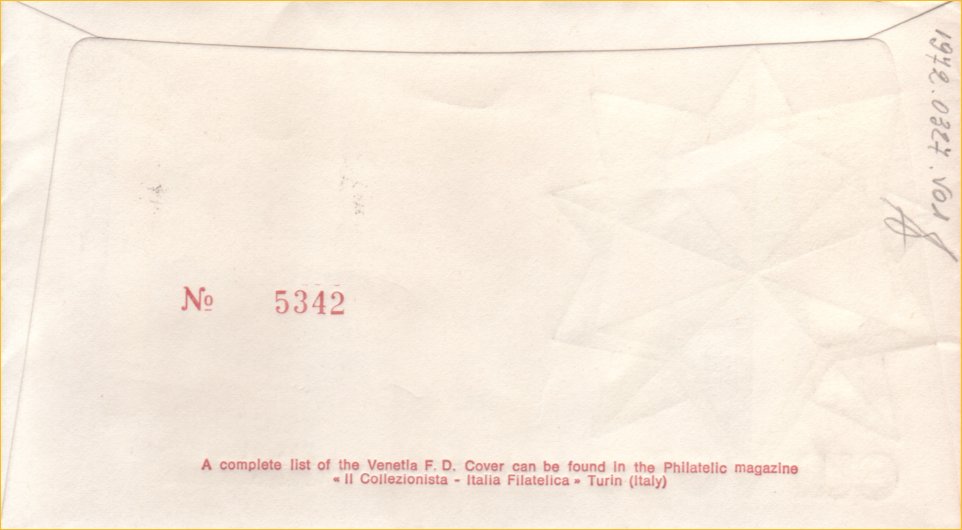 № 5342
A complete list of the Venetia F. D. Cover can be found in the Philatelic magazine
« Il Collezionista - Italia Filatelica » Turin (Italy)
1972.0327.V01